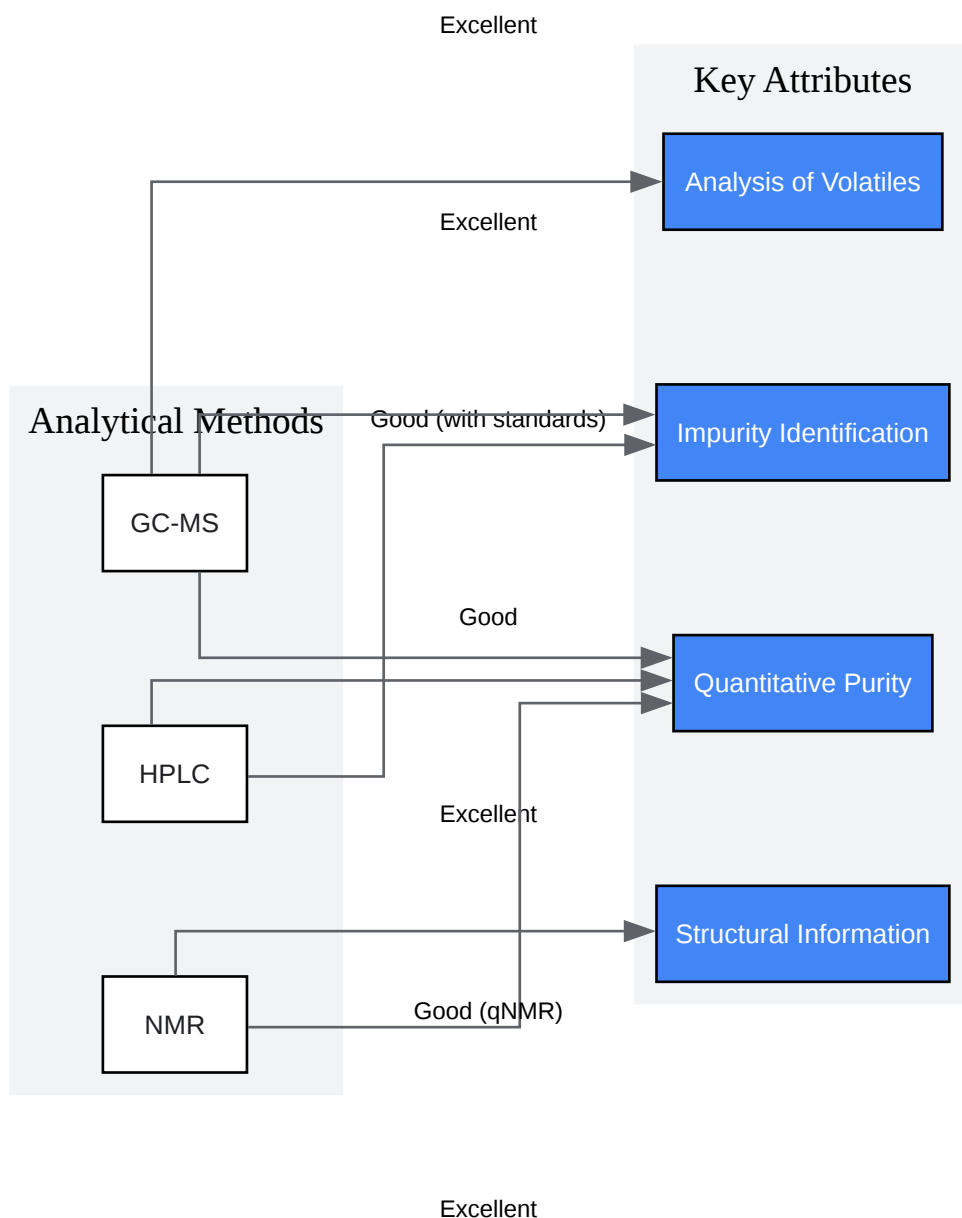 Excellent
Key Attributes
Analysis of Volatiles
Excellent
Analytical Methods
Good (with standards)
Impurity Identification
GC-MS
Good
Quantitative Purity
HPLC
Excellent
Structural Information
NMR
Good (qNMR)
Excellent